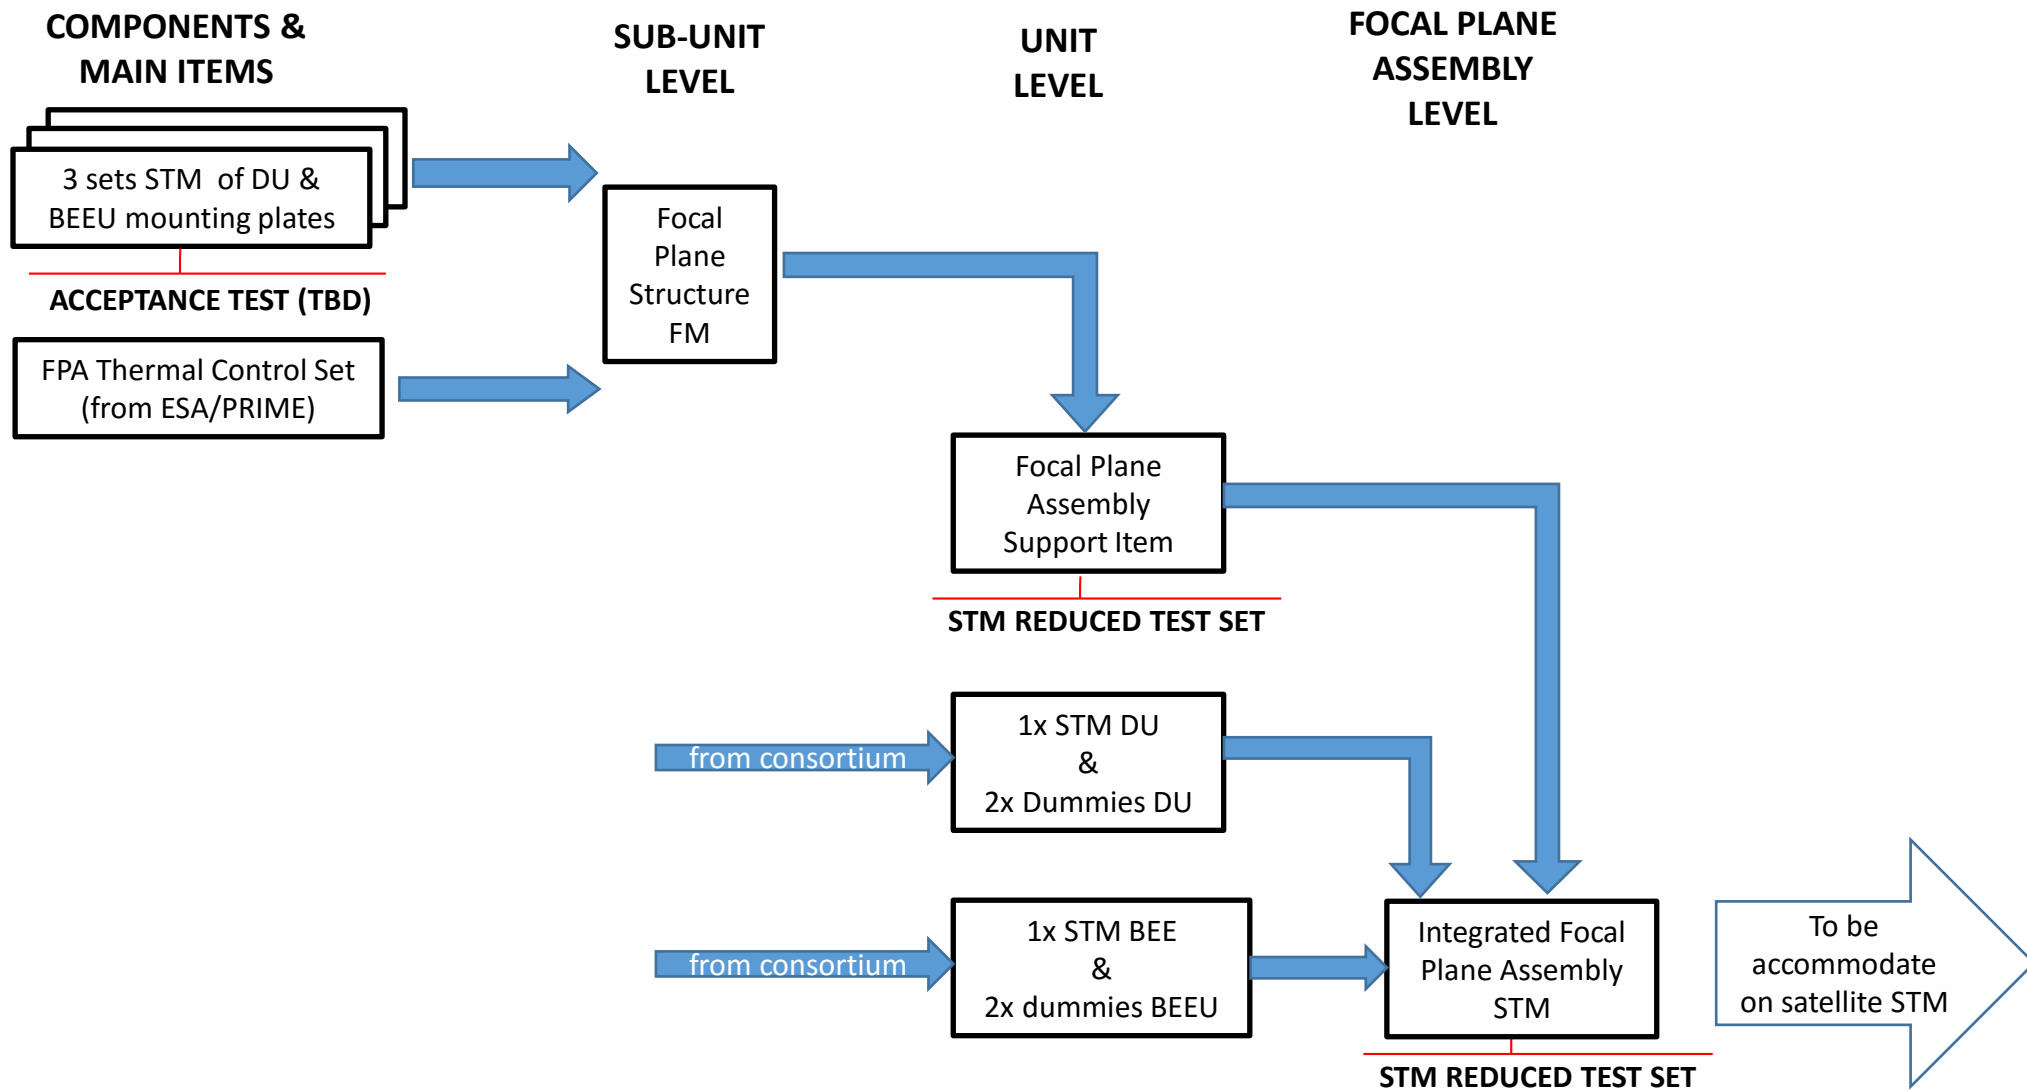 COMPONENTS &
MAIN ITEMS
SUB-UNIT
LEVEL
UNIT
LEVEL
FOCAL PLANE
ASSEMBLY
LEVEL
3 sets STM of DU &
BEEU mounting plates
ACCEPTANCE TEST (TBD)
FPA Thermal Control Set
(from ESA/PRIME)
Focal
Plane
Structure
FM
Focal Plane
Assembly
Support Item
STM REDUCED TEST SET
from consortium
1x STM DU
&
2x Dummies DU
from consortium
1x STM BEE
&
2x dummies BEEU
Integrated Focal
Plane Assembly
STM
STM REDUCED TEST SET
To be
accommodate
on satellite STM